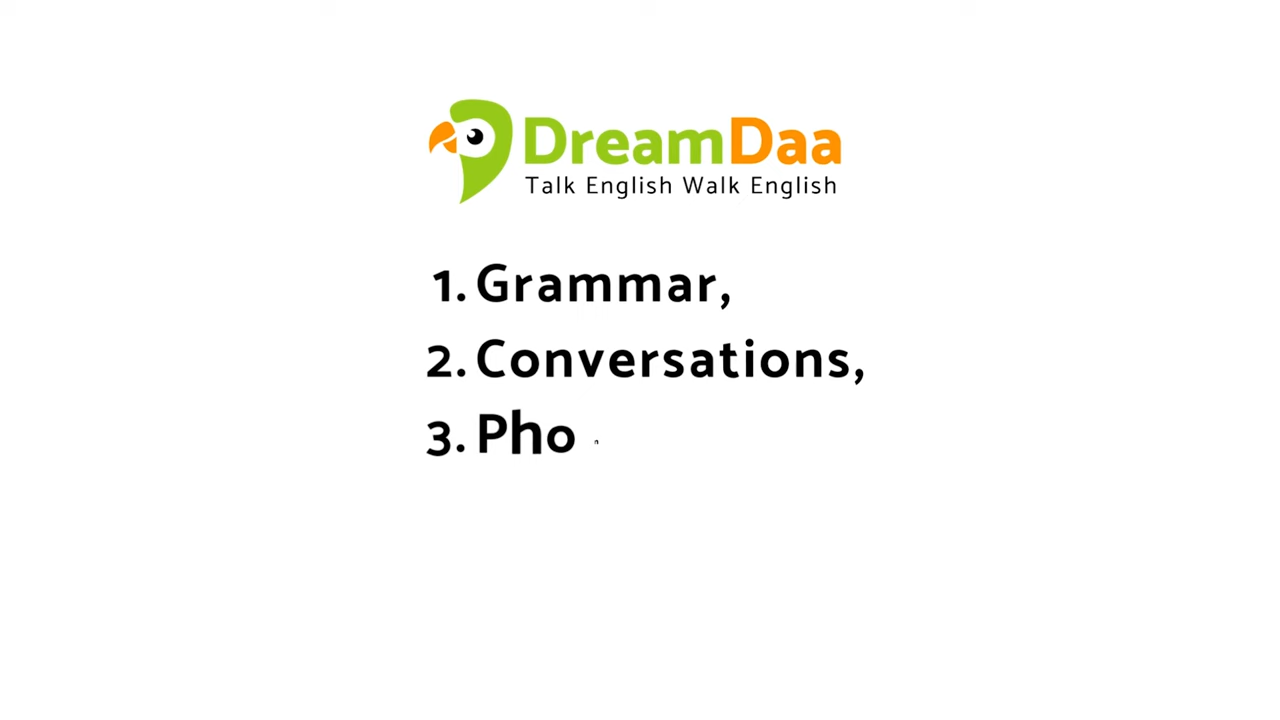 DreamDaa
Talk English Walk English
1. Grammar,
2. Conversations,
3. Pho